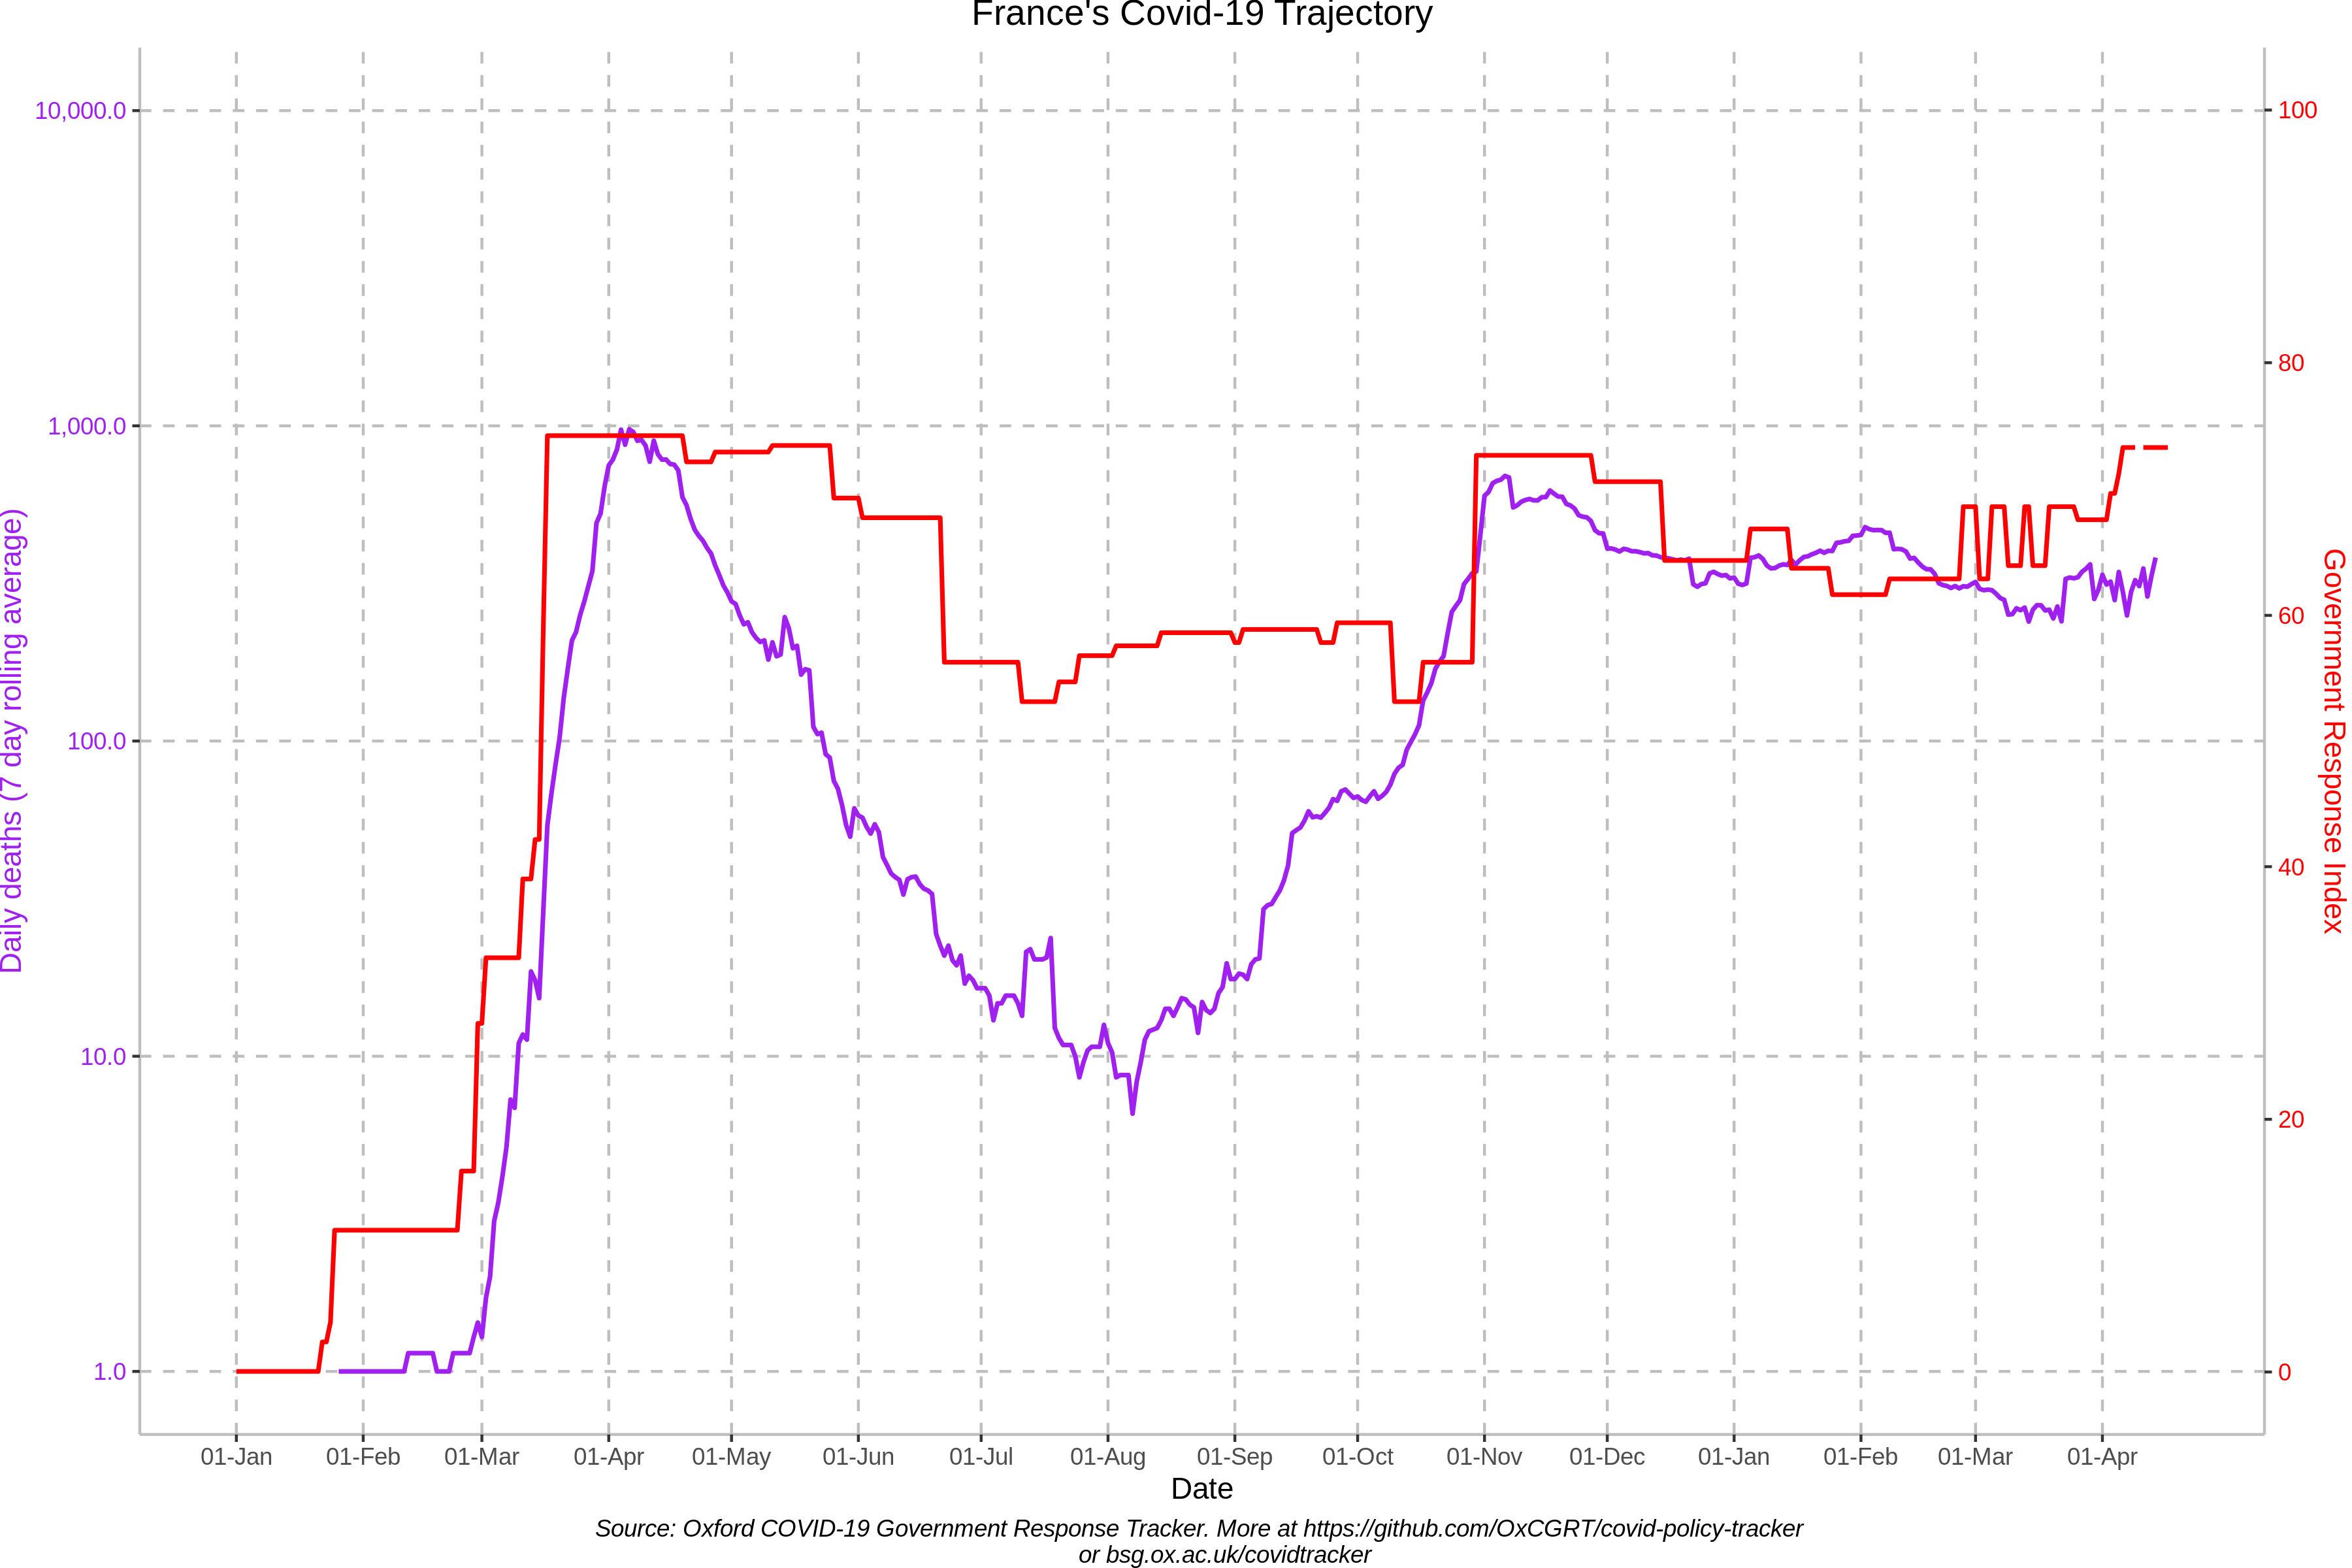 France's Covid-19 Trajectory
10,000.0
1,000.0
100.0
10.0
1.0
Daily deaths (7 day rolling average)
100
80
60
40
20
0
Government Response Index
01-Jan 01-Feb 01-Mar 01-Apr 01-May 01-Jun 01-Jul 01-Aug 01-Sep 01-Oct 01-Nov 01-Dec 01-Jan 01-Feb 01-Mar 01-Apr
Date
Source: Oxford COVID-19 Government Response Tracker. More at https://github.com/OxCGRT/covid-policy-tracker
or bsg.ox.ac.uk/covidtracker